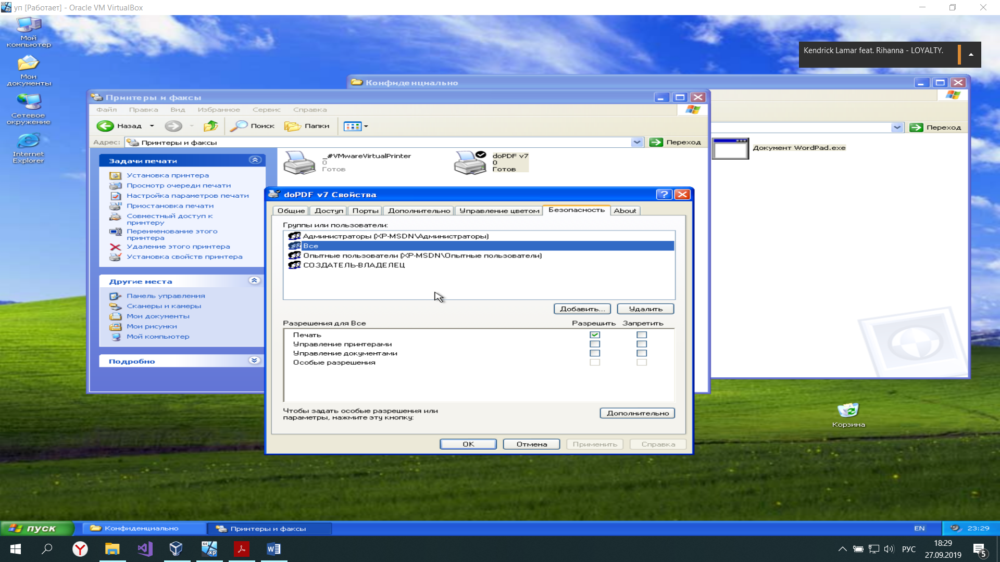 уп [Работает] - Oracle VM VirtualBox
Мой
компьютер
Мои
документы
Сетевое
окружение
Internet
Explorer
Kendrick Lamar feat. Rihanna - LOYALTY.
Конфиденциально
Переход
Документ WordPad.exe
Принтеры и факсы
Файл Правка Вид Избранное Сервис Справка
Назад Поиск Папки
Адрес: Принтеры и факсы Переход
Задачи печати
Установка принтера
Просмотр очереди печати
Настройка параметров печати
Приостановка печати
Совместный доступ к
принтеру
Переименование этого
принтера
Удаление этого принтера
Установка свойств принтера
Другие места
Панель управления
Сканеры и камеры
Мои документы
Мои рисунки
Мой компьютер
Подробно
_#VMwareVirtualPrinter
0
Готов
doPDF v7
0
Готов
doPDF v7 Свойства
Общие Доступ Порты Дополнительно Управление цветом Безопасность About
Группы или пользователи:
Администраторы (XP-MSDN\Администраторы)
Все
Опытные пользователи (XP-MSDN\Опытные пользователи)
СОЗДАТЕЛЬ-ВЛАДЕЛЕЦ
Добавить... Удалить
Разрешения для Все Разрешить Запретить
Печать
Управление принтерами
Управление документами
Особые разрешения
Чтобы задать особые разрешения или
параметры, нажмите эту кнопку:
Дополнительно
OK Отмена Применить Справка
Корзина
пуск Конфиденциально Принтеры и факсы EN 23:29
РУС 18:29
27.09.2019
5